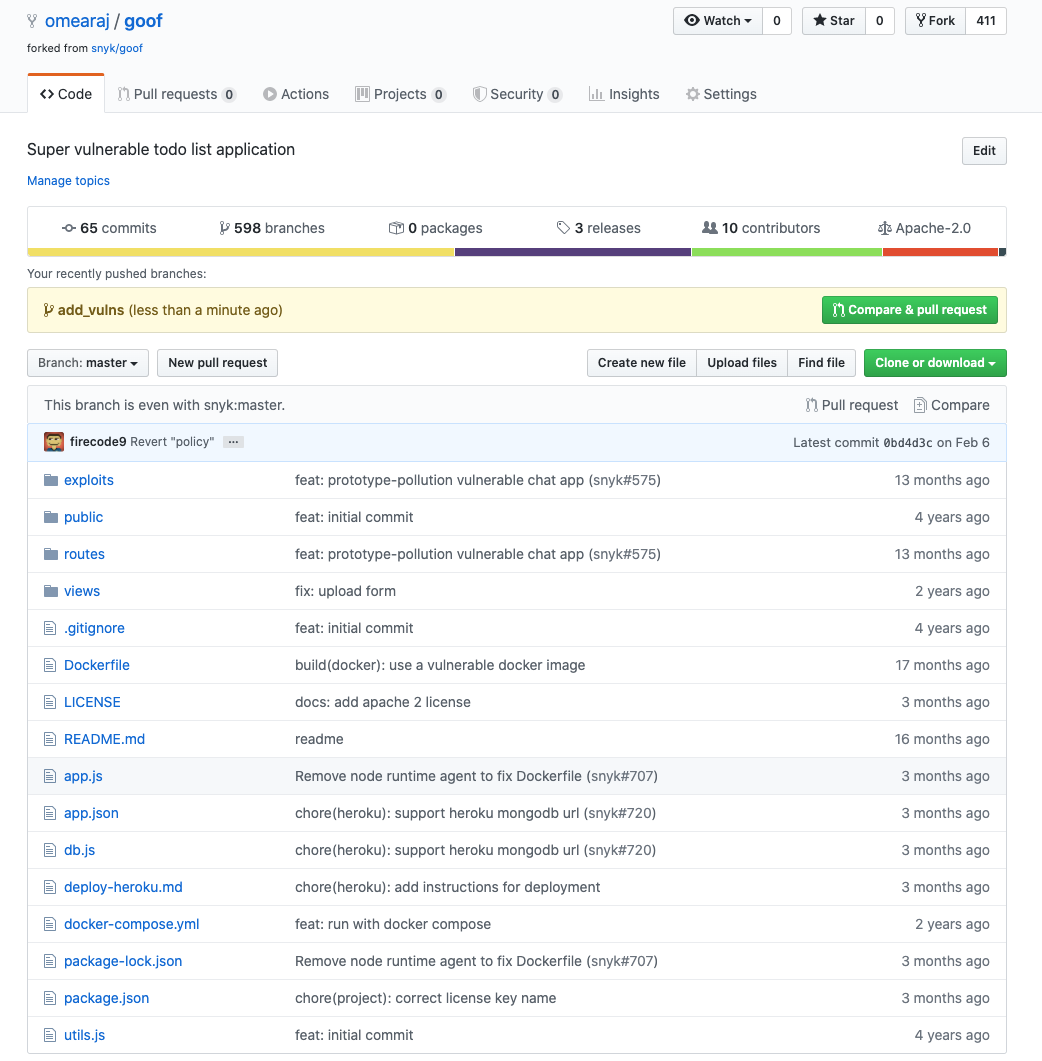 omearaj / goof
Watch 0 Star 0 Fork 411
forked from snyk/goof
Code Pull requests 0 Actions Projects 0 Security 0 Insights Settings
Super vulnerable todo list application
Edit
Manage topics
65 commits 598 branches 0 packages 3 releases 10 contributors Apache-2.0
Your recently pushed branches:
add_vulns (less than a minute ago) Compare & pull request
Branch: master New pull request Create new file Upload files Find file Clone or download
This branch is even with snyk:master. Pull request Compare
firecode9 Revert "policy" ... Latest commit 0bd4d3c on Feb 6
exploits feat: prototype-pollution vulnerable chat app (snyk#575) 13 months ago
public feat: initial commit 4 years ago
routes feat: prototype-pollution vulnerable chat app (snyk#575) 13 months ago
views fix: upload form 2 years ago
.gitignore feat: initial commit 4 years ago
Dockerfile build(docker): use a vulnerable docker image 17 months ago
LICENSE docs: add apache 2 license 3 months ago
README.md readme 16 months ago
app.js Remove node runtime agent to fix Dockerfile (snyk#707) 3 months ago
app.json chore(heroku): support heroku mongodb url (snyk#720) 3 months ago
db.js chore(heroku): support heroku mongodb url (snyk#720) 3 months ago
deploy-heroku.md chore(heroku): add instructions for deployment 3 months ago
docker-compose.yml feat: run with docker compose 2 years ago
package-lock.json Remove node runtime agent to fix Dockerfile (snyk#707) 3 months ago
package.json chore(project): correct license key name 3 months ago
utils.js feat: initial commit 4 years ago